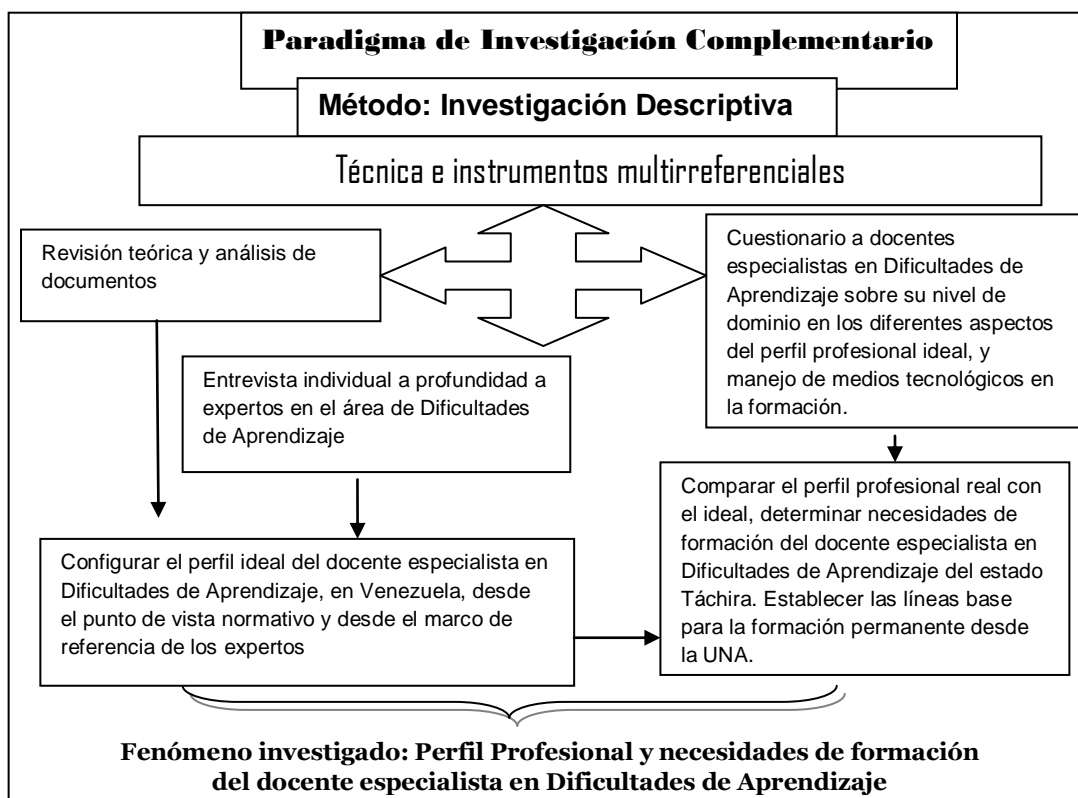 Paradigma de Investigación Complementario
Método: Investigación Descriptiva
Técnica e instrumentos multirreferenciales
Revisión teórica y análisis de
documentos
Cuestionario a docentes
especialistas en Dificultades de
Aprendizaje sobre su nivel de
dominio en los diferentes aspectos
del perfil profesional ideal, y
manejo de medios tecnológicos en
la formación.
Entrevista individual a profundidad a
expertos en el área de Dificultades
de Aprendizaje
Configurar el perfil ideal del docente especialista en
Dificultades de Aprendizaje, en Venezuela, desde
el punto de vista normativo y desde el marco de
referencia de los expertos
Comparar el perfil profesional real con
el ideal, determinar necesidades de
formación del docente especialista en
Dificultades de Aprendizaje del estado
Táchira. Establecer las líneas base
para la formación permanente desde
la UNA.
Fenómeno investigado: Perfil Profesional y necesidades de formación
del docente especialista en Dificultades de Aprendizaje